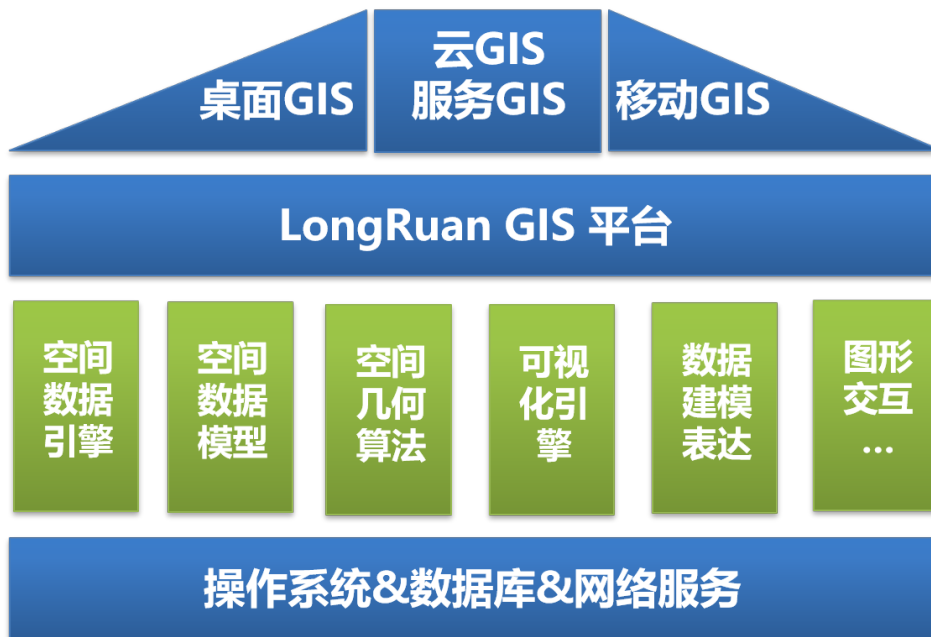 桌面GIS
云GIS
服务GIS
移动GIS
LongRuan GIS 平台
空间
数据
引擎
空间
数据
模型
空间
几何
算法
可视
化引
擎
数据
建模
表达
图形
交互
...
操作系统&数据库&网络服务